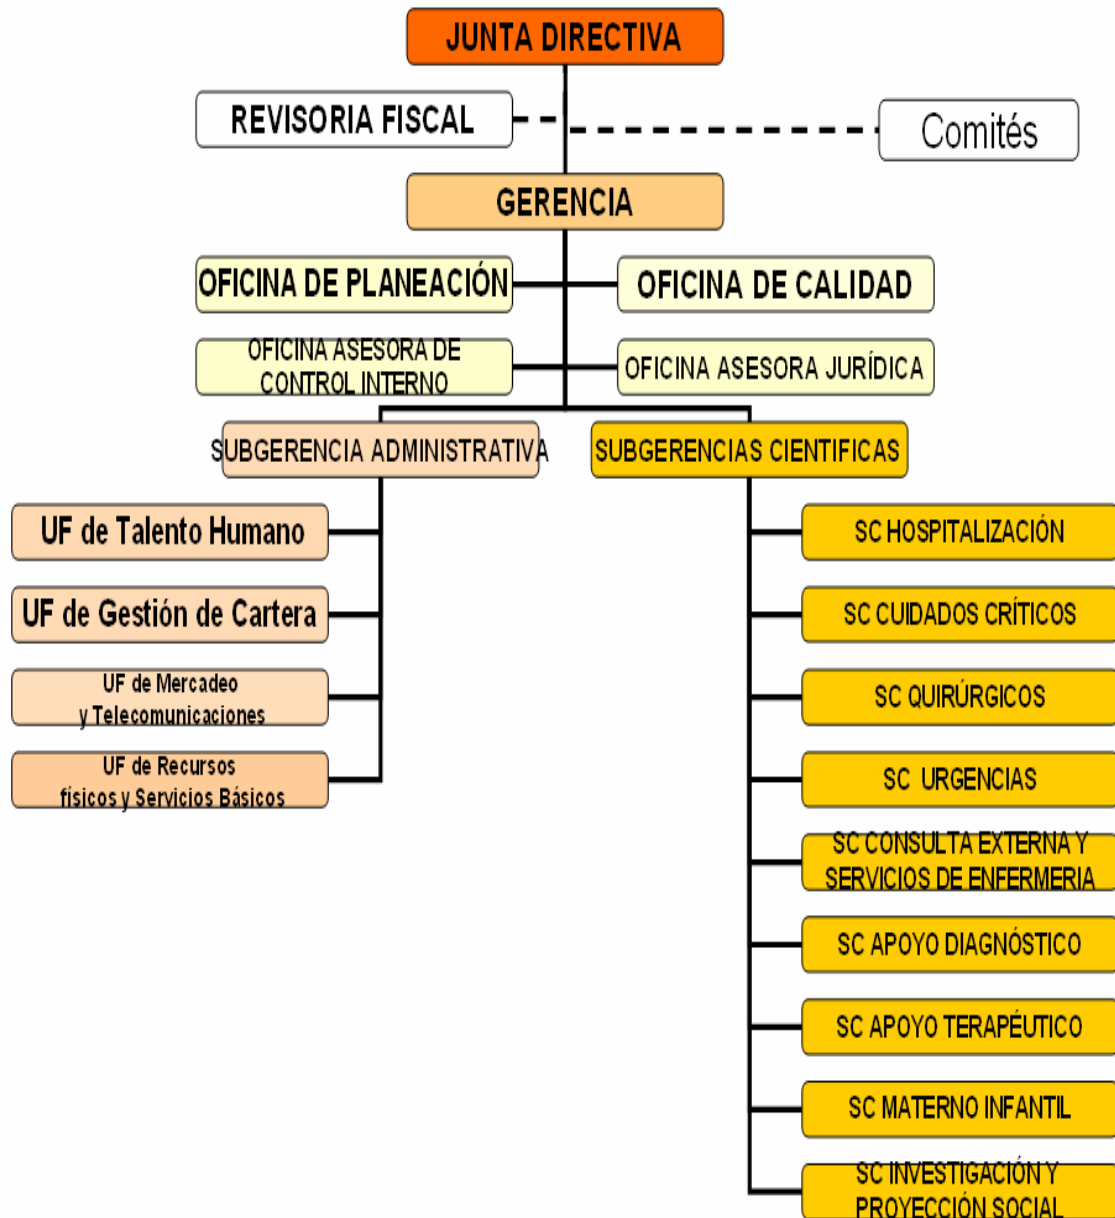 JUNTA DIRECTIVA
REVISORIA FISCAL
Comités
GERENCIA
OFICINA DE PLANEACIÓN
OFICINA DE CALIDAD
OFICINA ASESORA DE
CONTROL INTERNO
OFICINA ASESORA JURÍDICA
SUBGERENCIA ADMINISTRATIVA
SUBGERENCIAS CIENTIFICAS
UF de Talento Humano
UF de Gestión de Cartera
UF de Mercadeo
y Telecomunicaciones
UF de Recursos
físicos y Servicios Básicos
SC HOSPITALIZACIÓN
SC CUIDADOS CRÍTICOS
SC QUIRÚRGICOS
SC URGENCIAS
SC CONSULTA EXTERNA Y
SERVICIOS DE ENFERMERIA
SC APOYO DIAGNÓSTICO
SC APOYO TERAPÉUTICO
SC MATERNO INFANTIL
SC INVESTIGACIÓN Y
PROYECCIÓN SOCIAL